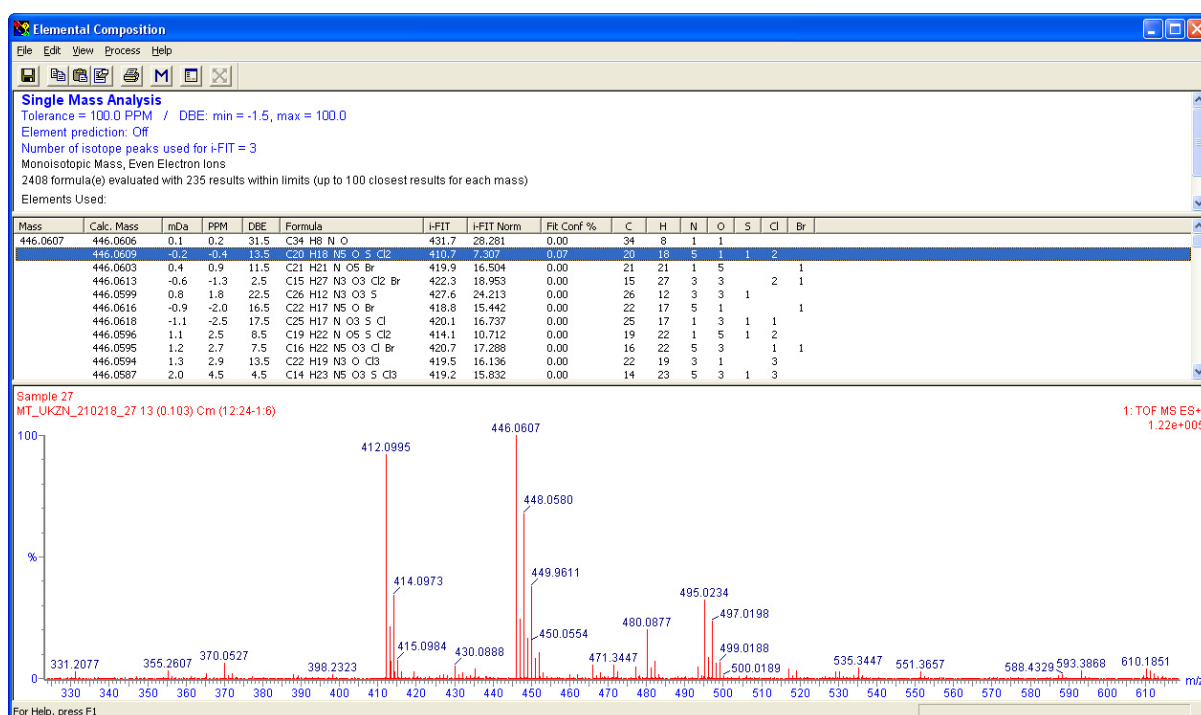 Elemental Composition
File Edit View Process Help
M
Single Mass Analysis
Tolerance = 100.0 PPM / DBE: min = -1.5, max = 100.0
Element prediction: Off
Number of isotope peaks used for i-FIT = 3
Monoisotopic Mass, Even Electron Ions
2408 formula(e) evaluated with 235 results within limits (up to 100 closest results for each mass)
Elements Used:
Mass Calc. Mass mDa PPM DBE Formula i-FIT i-FIT Norm Fit Conf % C H N O S Cl Br
446.0607 446.0606 0.1 0.2 31.5 C34 H8 N O 431.7 28.281 0.00 34 8 1 1
446.0609 -0.2 -0.4 13.5 C20 H18 N5 O S Cl2 410.7 7.307 0.07 20 18 5 1 1 2
446.0603 0.4 0.9 11.5 C21 H21 N O5 Br 419.9 16.504 0.00 21 21 1 5 1
446.0613 -0.6 -1.3 2.5 C15 H27 N3 O3 Cl2 Br 422.3 18.953 0.00 15 27 3 3 2 1
446.0599 0.8 1.8 22.5 C26 H12 N3 O3 S 427.6 24.213 0.00 26 12 3 3 1
446.0616 -0.9 -2.0 16.5 C22 H17 N5 O Br 418.8 15.442 0.00 22 17 5 1 1
446.0618 -1.1 -2.5 17.5 C25 H17 N O3 S Cl 420.1 16.737 0.00 25 17 1 3 1 1
446.0596 1.1 2.5 8.5 C19 H22 N O5 S Cl2 414.1 10.712 0.00 19 22 1 5 1 2
446.0595 1.2 2.7 7.5 C16 H22 N5 O3 Cl Br 420.7 17.288 0.00 16 22 5 3 1 1
446.0594 1.3 2.9 13.5 C22 H19 N3 O Cl3 419.5 16.136 0.00 22 19 3 1 3
446.0587 2.0 4.5 4.5 C14 H23 N5 O3 S Cl3 419.2 15.832 0.00 14 23 5 3 1 3
Sample 27
MT_UKZN_210218_27 13 (0.103) Cm (12:24-1:6)
1: TOF MS ES+
1.22e+005
100
446.0607
412.0995
448.0580
%
449.9611
414.0973
495.0234
497.0198
480.0877
450.0554
499.0188
415.0984
430.0888
370.0527
471.3447
500.0189
535.3447
331.2077
355.2607
398.2323
551.3657
588.4329
593.3868
610.1851
0
m/z
330 340 350 360 370 380 390 400 410 420 430 440 450 460 470 480 490 500 510 520 530 540 550 560 570 580 590 600 610
For Help, press F1